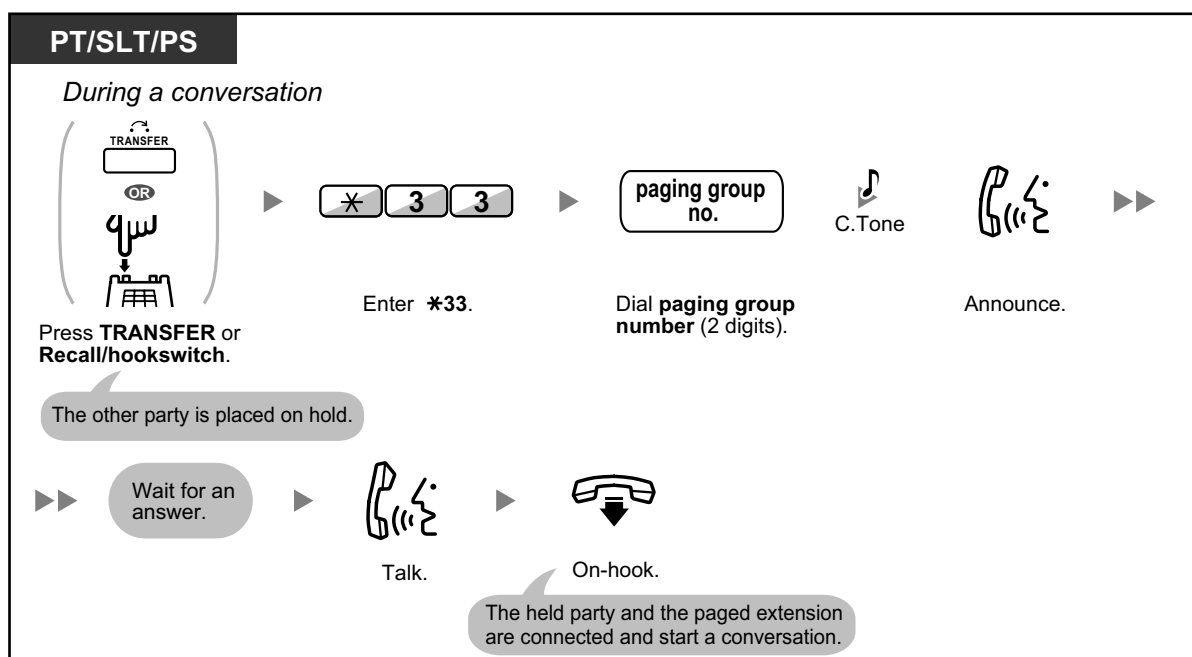 PT/SLT/PS
During a conversation
TRANSFER
OR
3 3
paging group
no.
C.Tone
Press TRANSFER or
Recall/hookswitch.
Enter *33.
Dial paging group
number (2 digits).
Announce.
The other party is placed on hold.
Wait for an
answer.
Talk.
On-hook.
The held party and the paged extension
are connected and start a conversation.